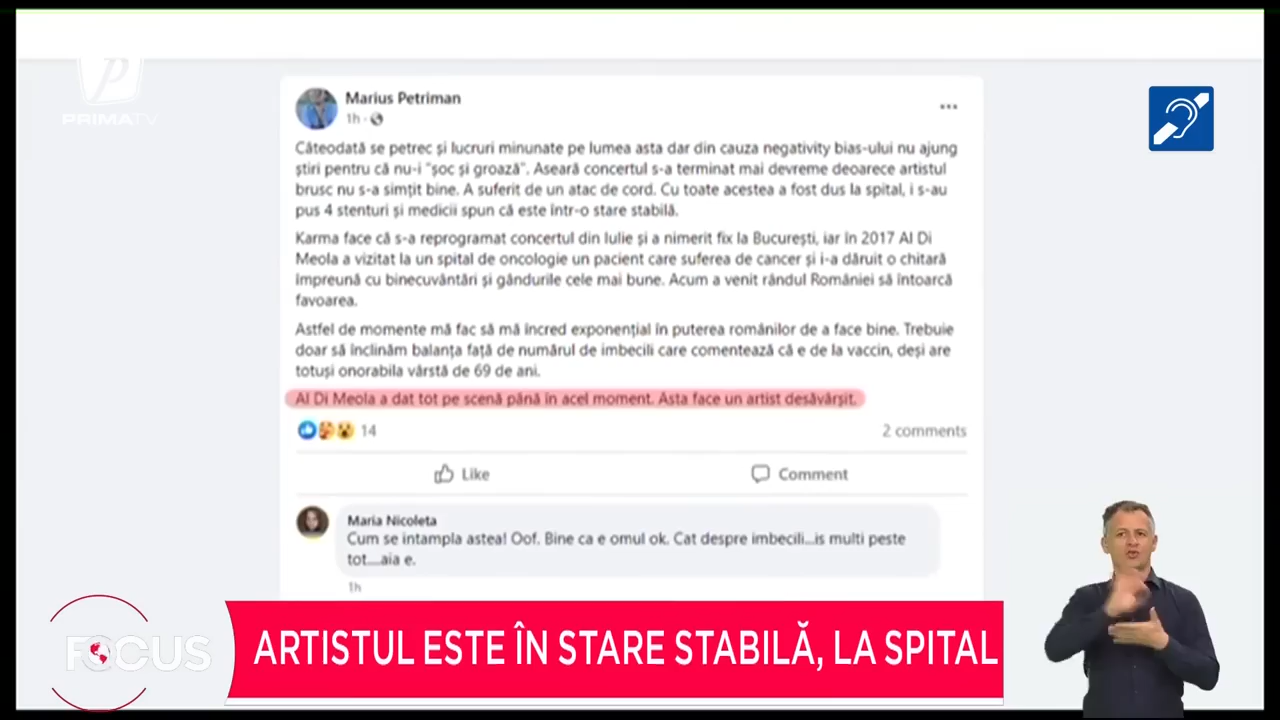 p
PRIMATV
Marius Petriman
1h
Câteodată se petrec și lucruri minunate pe lumea asta dar din cauza negativity bias-ului nu ajung
știri pentru că nu-i "șoc și groază". Aseară concertul s-a terminat mai devreme deoarece artistul
brusc nu s-a simțit bine. A suferit de un atac de cord. Cu toate acestea a fost dus la spital, i s-au
pus 4 stenturi și medicii spun că este într-o stare stabilă.
Karma face că s-a reprogramat concertul din Iulie și a nimerit fix la București, iar în 2017 Al Di
Meola a vizitat la un spital de oncologie un pacient care suferea de cancer și i-a dăruit o chitară
împreună cu binecuvântări și gândurile cele mai bune. Acum a venit rândul României să întoarcă
favoarea.
Astfel de momente mă fac să mă încred exponențial în puterea românilor de a face bine. Trebuie
doar să înclinăm balanța față de numărul de imbecili care comentează că e de la vaccin, deși are
totuși onorabila vârstă de 69 de ani.
Al Di Meola a dat tot pe scenă până în acel moment. Asta face un artist desăvârșit.
14
2 comments
Like
Comment
Maria Nicoleta
Cum se intampla astea! Oof. Bine ca e omul ok. Cat despre imbecili...is multi peste
tot....aia e.
1h
FOCUS
ARTISTUL ESTE ÎN STARE STABILĂ, LA SPITAL